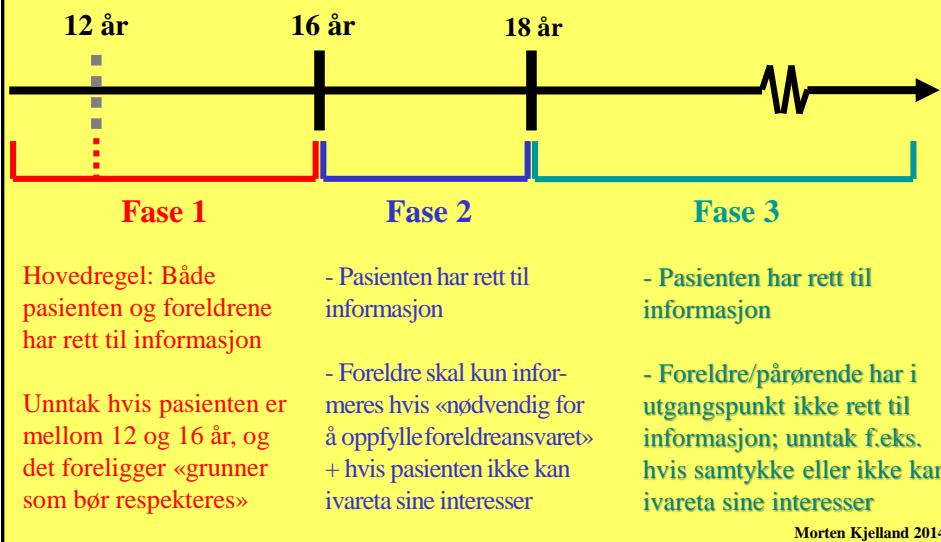 12 år
16 år
18 år
Fase 1
Fase 2
Fase 3
Hovedregel: Både
pasienten og foreldrene
har rett til informasjon
Unntak hvis pasienten er
mellom 12 og 16 år, og
det foreligger «grunner
som bør respekteres»
- Pasienten har rett til
informasjon
- Foreldre skal kun infor-
meres hvis «nødvendig for
å oppfylle foreldreansvaret»
+ hvis pasienten ikke kan
ivareta sine interesser
- Pasienten har rett til
informasjon
- Foreldre/pårørende har i
utgangspunkt ikke rett til
informasjon; unntak f.eks.
hvis samtykke eller ikke kan
ivareta sine interesser
Morten Kjelland 2014